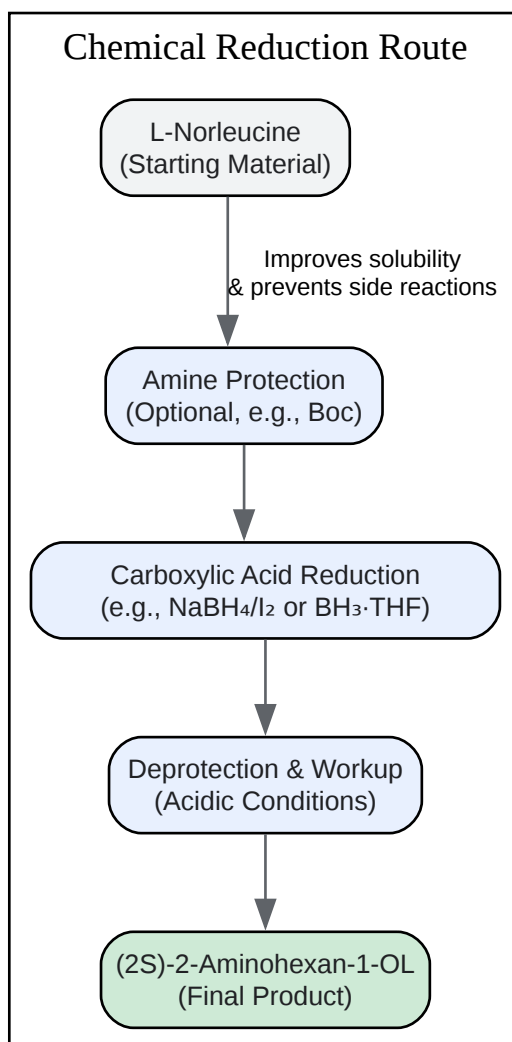 Chemical Reduction Route
L-Norleucine
(Starting Material)
Improves solubility
& prevents side reactions
Amine Protection
(Optional, e.g., Boc)
Carboxylic Acid Reduction
(e.g., NaBH₄/I₂ or BH₃·THF)
Deprotection & Workup
(Acidic Conditions)
(2S)-2-Aminohexan-1-OL
(Final Product)